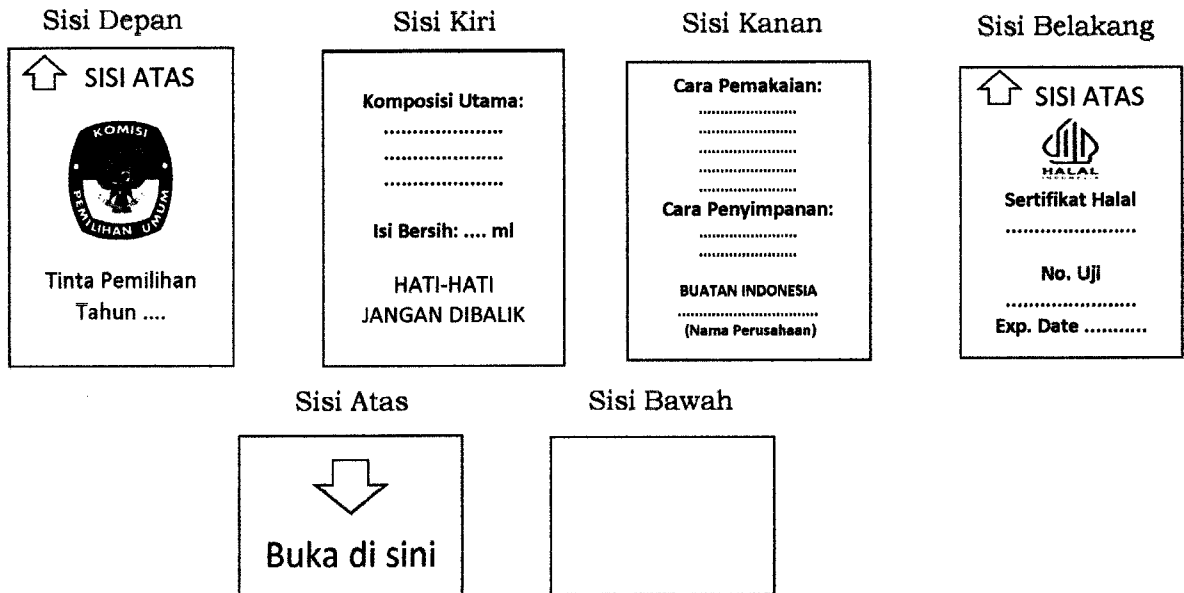 Sisi Depan
SISI ATAS
KOMISI
PEMILIHAN UMUM
Tinta Pemilihan
Tahun ....
Sisi Kiri
Komposisi Utama:
......................
......................
......................
Isi Bersih: .... ml
HATI-HATI
JANGAN DIBALIK
Sisi Kanan
Cara Pemakaian:
......................
......................
......................
......................
......................
Cara Penyimpanan:
......................
......................
BUATAN INDONESIA
................................
(Nama Perusahaan)
Sisi Belakang
SISI ATAS
HALAL
INDONESIA
Sertifikat Halal
........................
No. Uji
........................
Exp. Date ...........
Sisi Atas
Buka di sini
Sisi Bawah